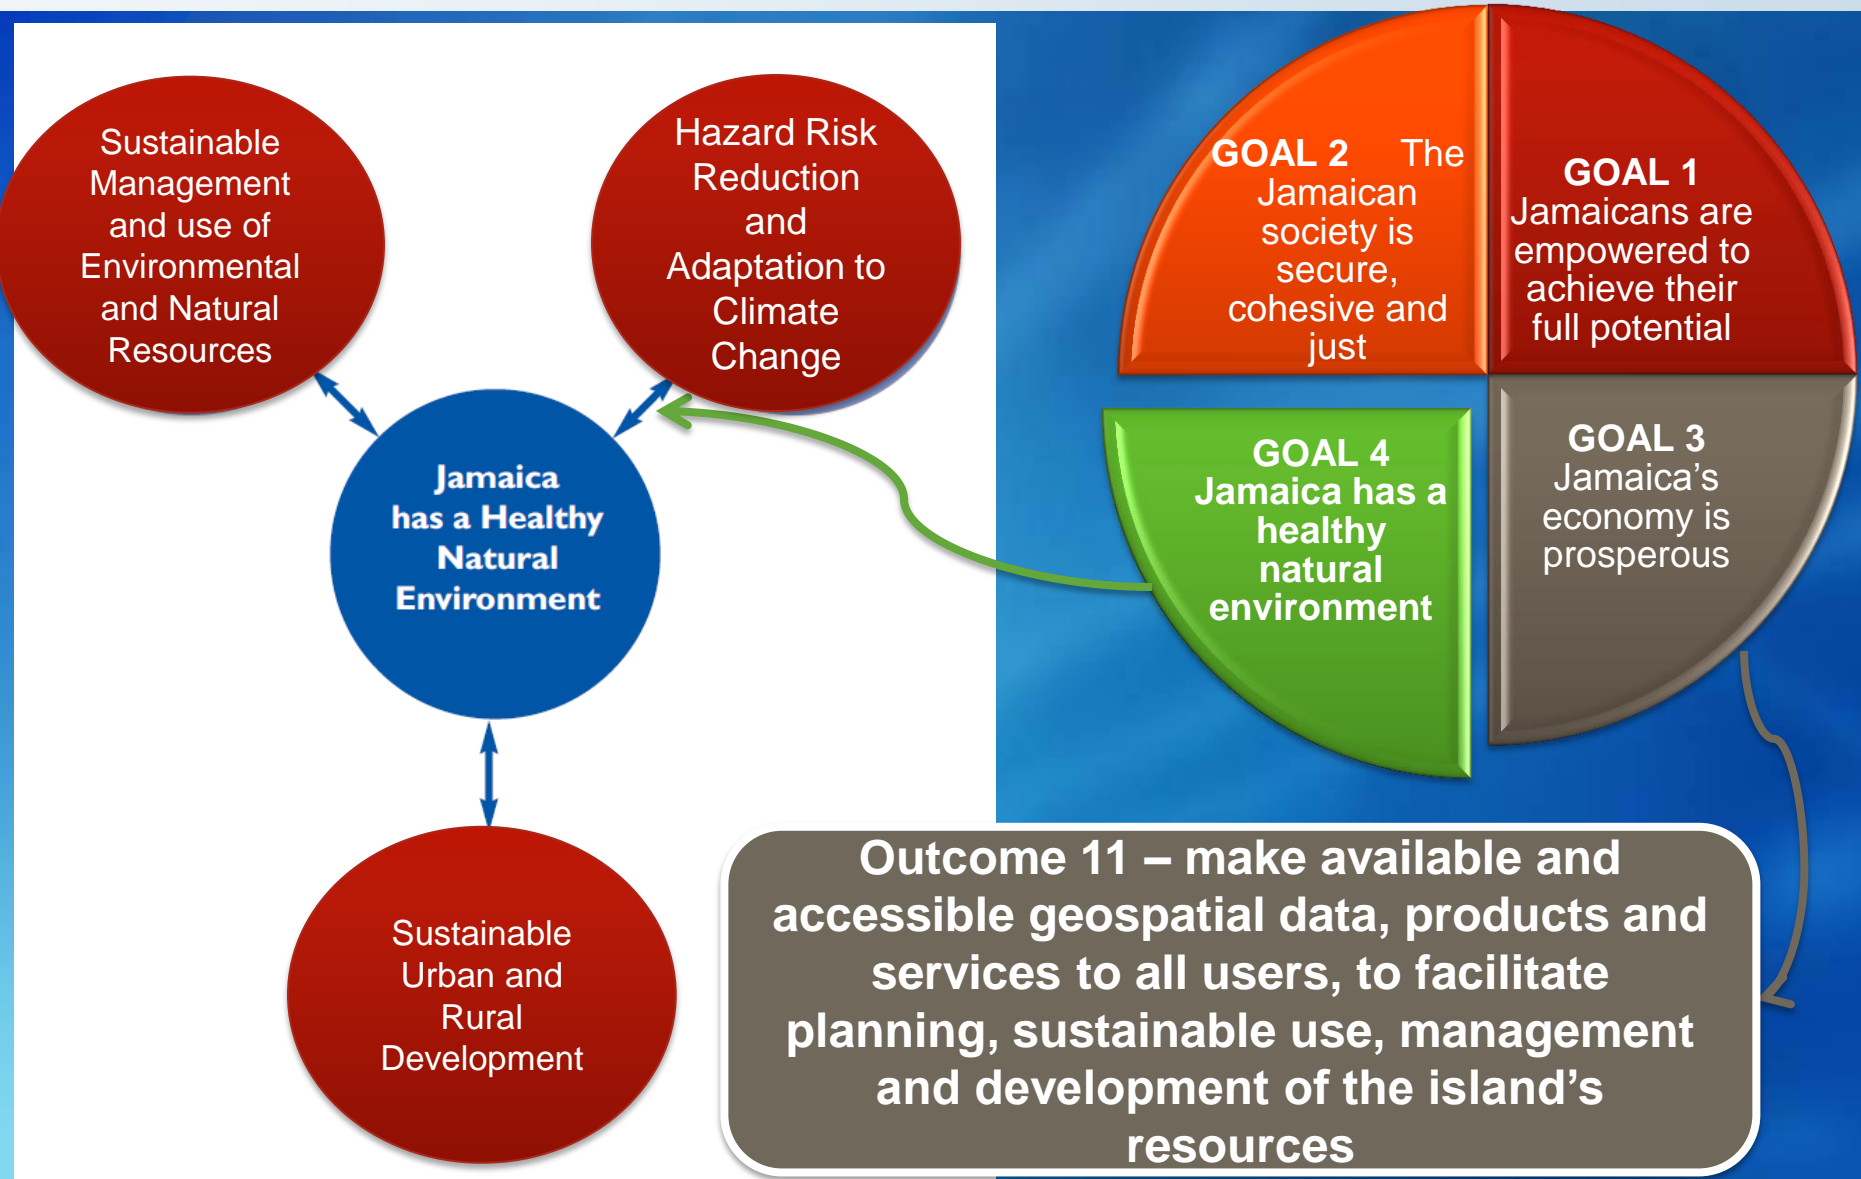 Sustainable
Management
and use of
Environmental
and Natural
Resources
Hazard Risk
Reduction
and
Adaptation to
Climate
Change
Jamaica
has a Healthy
Natural
Environment
Sustainable
Urban and
Rural
Development
GOAL 2 The
Jamaican
society is
secure,
cohesive and
just
GOAL 1
Jamaicans are
empowered to
achieve their
full potential
GOAL 4
Jamaica has a
healthy
natural
environment
GOAL 3
Jamaica’s
economy is
prosperous
Outcome 11 – make available and
accessible geospatial data, products and
services to all users, to facilitate
planning, sustainable use, management
and development of the island’s
resources